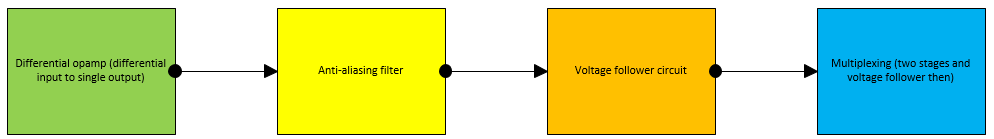 Differential opamp (differential
input to single output)
Anti-aliasing filter
Voltage follower circuit
Multiplexing (two stages and
voltage follower then)